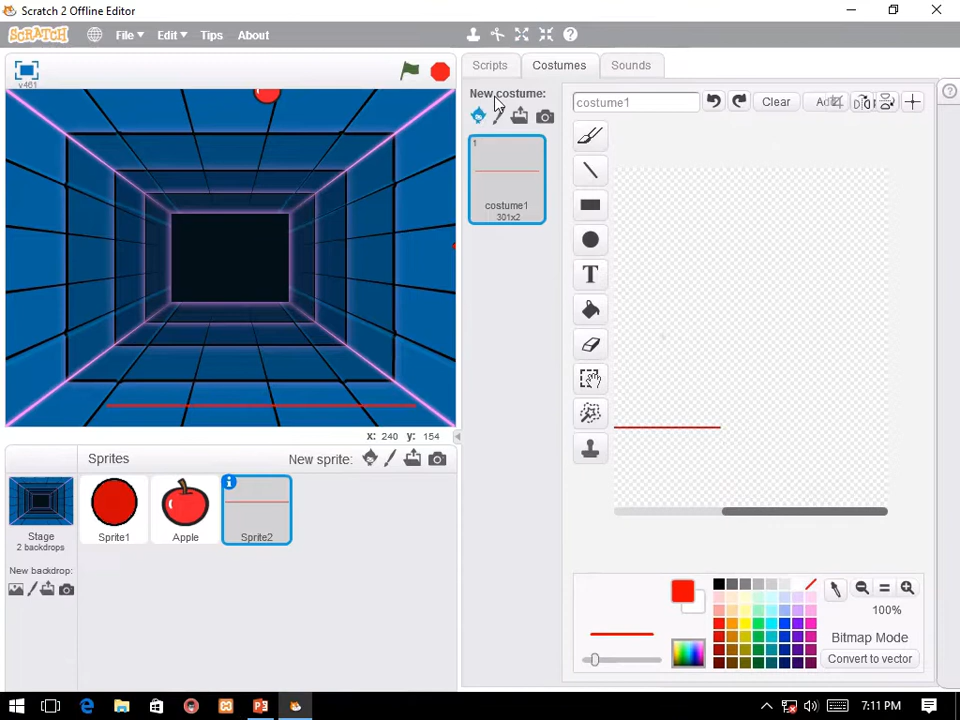 Scratch 2 Offline Editor
SCRATCH File Edit Tips About
v461
Scripts Costumes Sounds
New costume:
costume1 Clear Add
1
costume1
301x2
T
x: 240 y: 154
Sprites New sprite:
Stage
2 backdrops
New backdrop:
Sprite1 Apple Sprite2
100%
Bitmap Mode
Convert to vector
7:11 PM